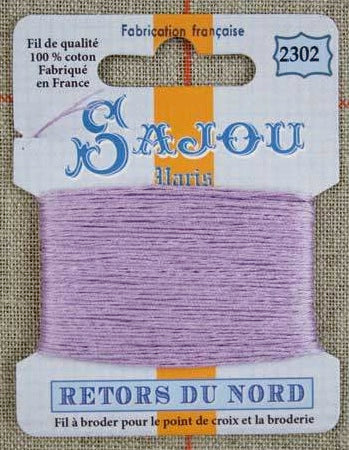 Fabrication française
Fil de qualité
100 % coton
Fabriqué
en France
2302
SAJOU
Paris
RETORS DU NORD
Fil à broder pour le point de croix et la broderie